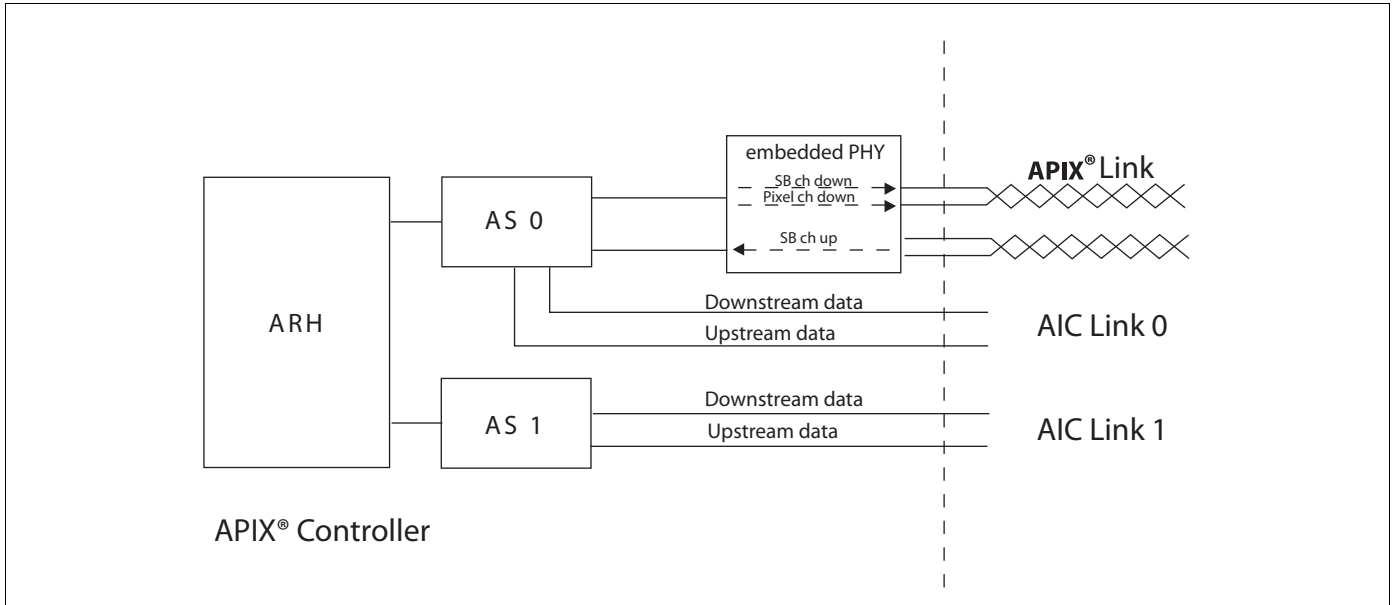 embedded PHY
SB ch down
Pixel ch down
SB ch up
APIX® Link
AS 0
ARH
Downstream data
Upstream data
AIC Link 0
AS 1
Downstream data
Upstream data
AIC Link 1
APIX® Controller